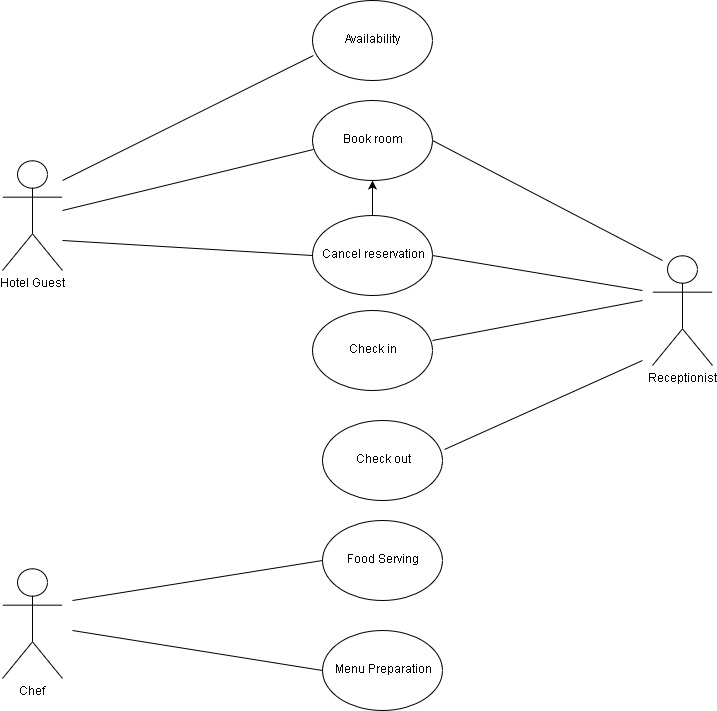 Availability
Book room
Hotel Guest
Cancel reservation
Check in
Receptionist
Check out
Food Serving
Menu Preparation
Chef